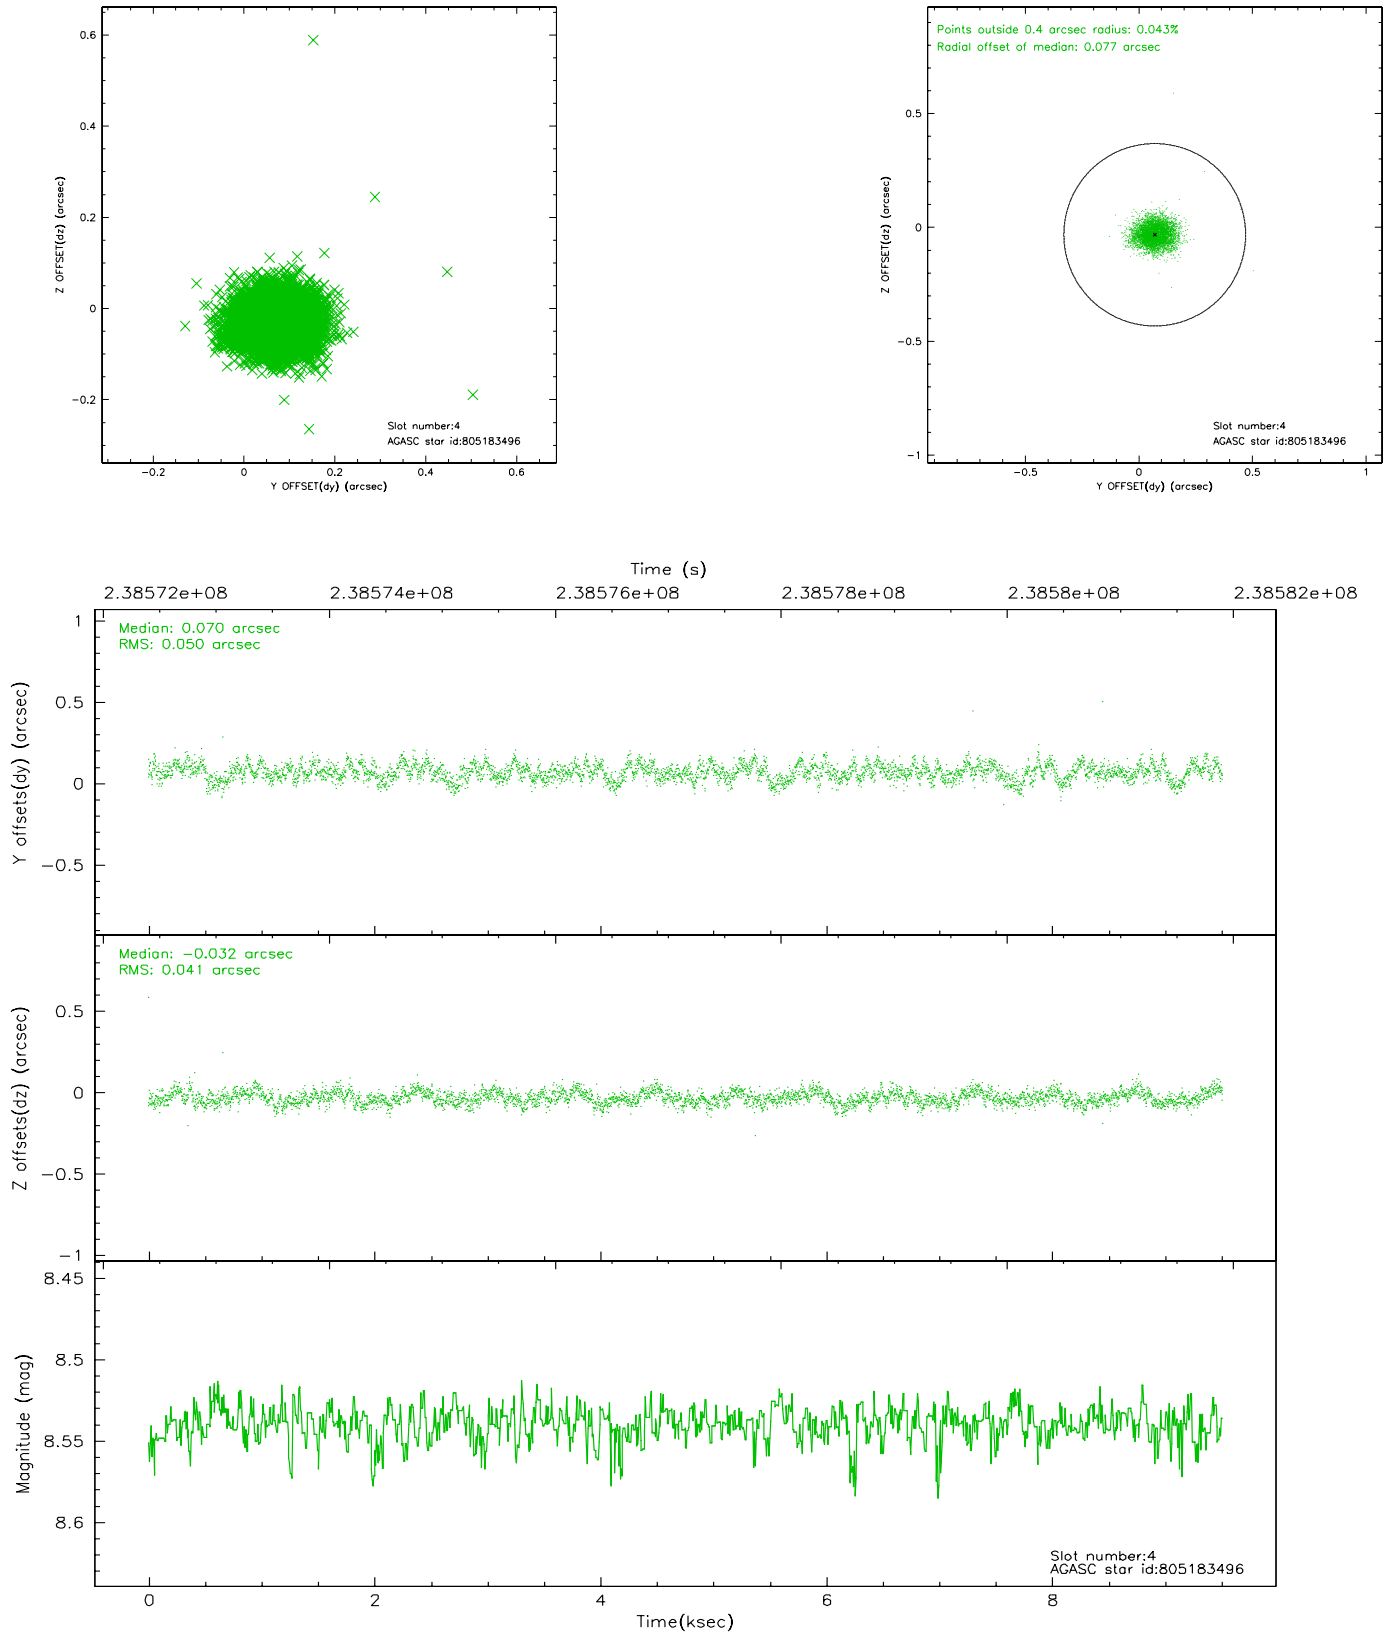 0.6
0.4
0.2
0
−0.2
Z OFFSET(dz) (arcsec)
Slot number:4
AGASC star id:805183496
−0.2 0 0.2 0.4 0.6
Y OFFSET(dy) (arcsec)
Points outside 0.4 arcsec radius: 0.043%
Radial offset of median: 0.077 arcsec
0.5
0
−0.5
−1
Z OFFSET(dz) (arcsec)
Slot number:4
AGASC star id:805183496
−0.5 0 0.5 1
Y OFFSET(dy) (arcsec)
Time (s)
2.38572e+08 2.38574e+08 2.38576e+08 2.38578e+08 2.3858e+08 2.38582e+08
Median: 0.070 arcsec
RMS: 0.050 arcsec
1
0.5
0
−0.5
Y offsets(dy) (arcsec)
Median: −0.032 arcsec
RMS: 0.041 arcsec
0.5
0
−0.5
−1
Z offsets(dz) (arcsec)
8.45
8.5
8.55
8.6
Magnitude (mag)
Slot number:4
AGASC star id:805183496
0 2 4 6 8
Time(ksec)